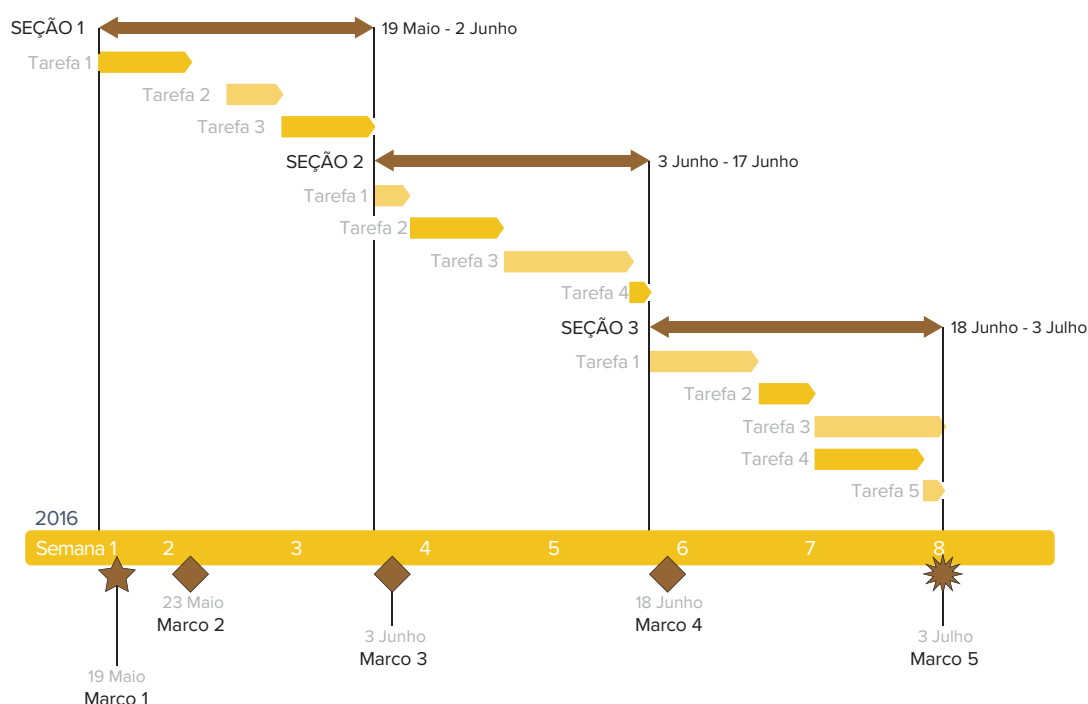 SEÇÃO 1
19 Maio - 2 Junho
Tarefa 1
Tarefa 2
Tarefa 3
SEÇÃO 2
3 Junho - 17 Junho
Tarefa 1
Tarefa 2
Tarefa 3
Tarefa 4
SEÇÃO 3
18 Junho - 3 Julho
Tarefa 1
Tarefa 2
Tarefa 3
Tarefa 4
Tarefa 5
2016
Semana 1 2 3 4 5 6 7 8
23 Maio
Marco 2
18 Junho
Marco 4
3 Junho
Marco 3
3 Julho
Marco 5
19 Maio
Marco 1